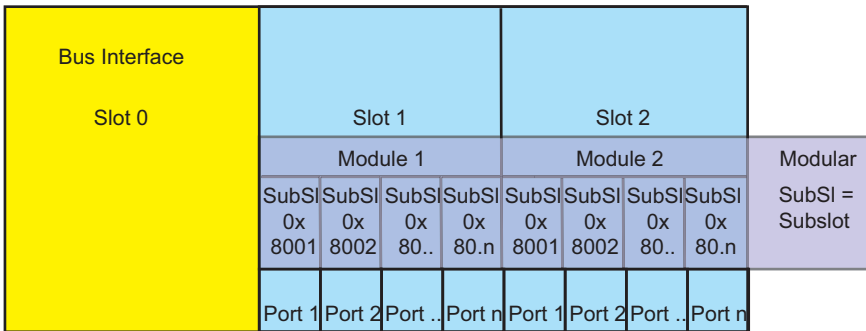 Bus Interface
Slot 0 Slot 1 Slot 2
Module 1 Module 2 Modular
SubSl SubSl SubSl SubSl SubSl SubSl SubSl SubSl SubSl =
0x 0x 0x 0x 0x 0x 0x 0x Subslot
8001 8002 80.. 80.n 8001 8002 80.. 80.n
Port 1 Port 2 Port .. Port n Port 1 Port 2 Port .. Port n